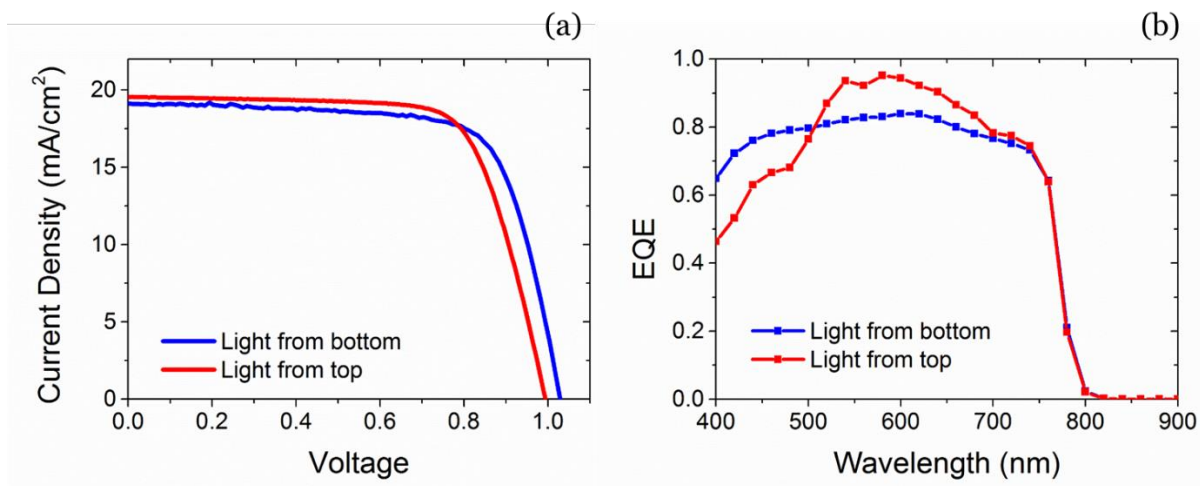 (a)
Current Density (mA/cm²)
20
15
10
5
0
0.0 0.2 0.4 0.6 0.8 1.0
Voltage
Light from bottom
Light from top
(b)
EQE
1.0
0.8
0.6
0.4
0.2
0.0
400 500 600 700 800 900
Wavelength (nm)
Light from bottom
Light from top